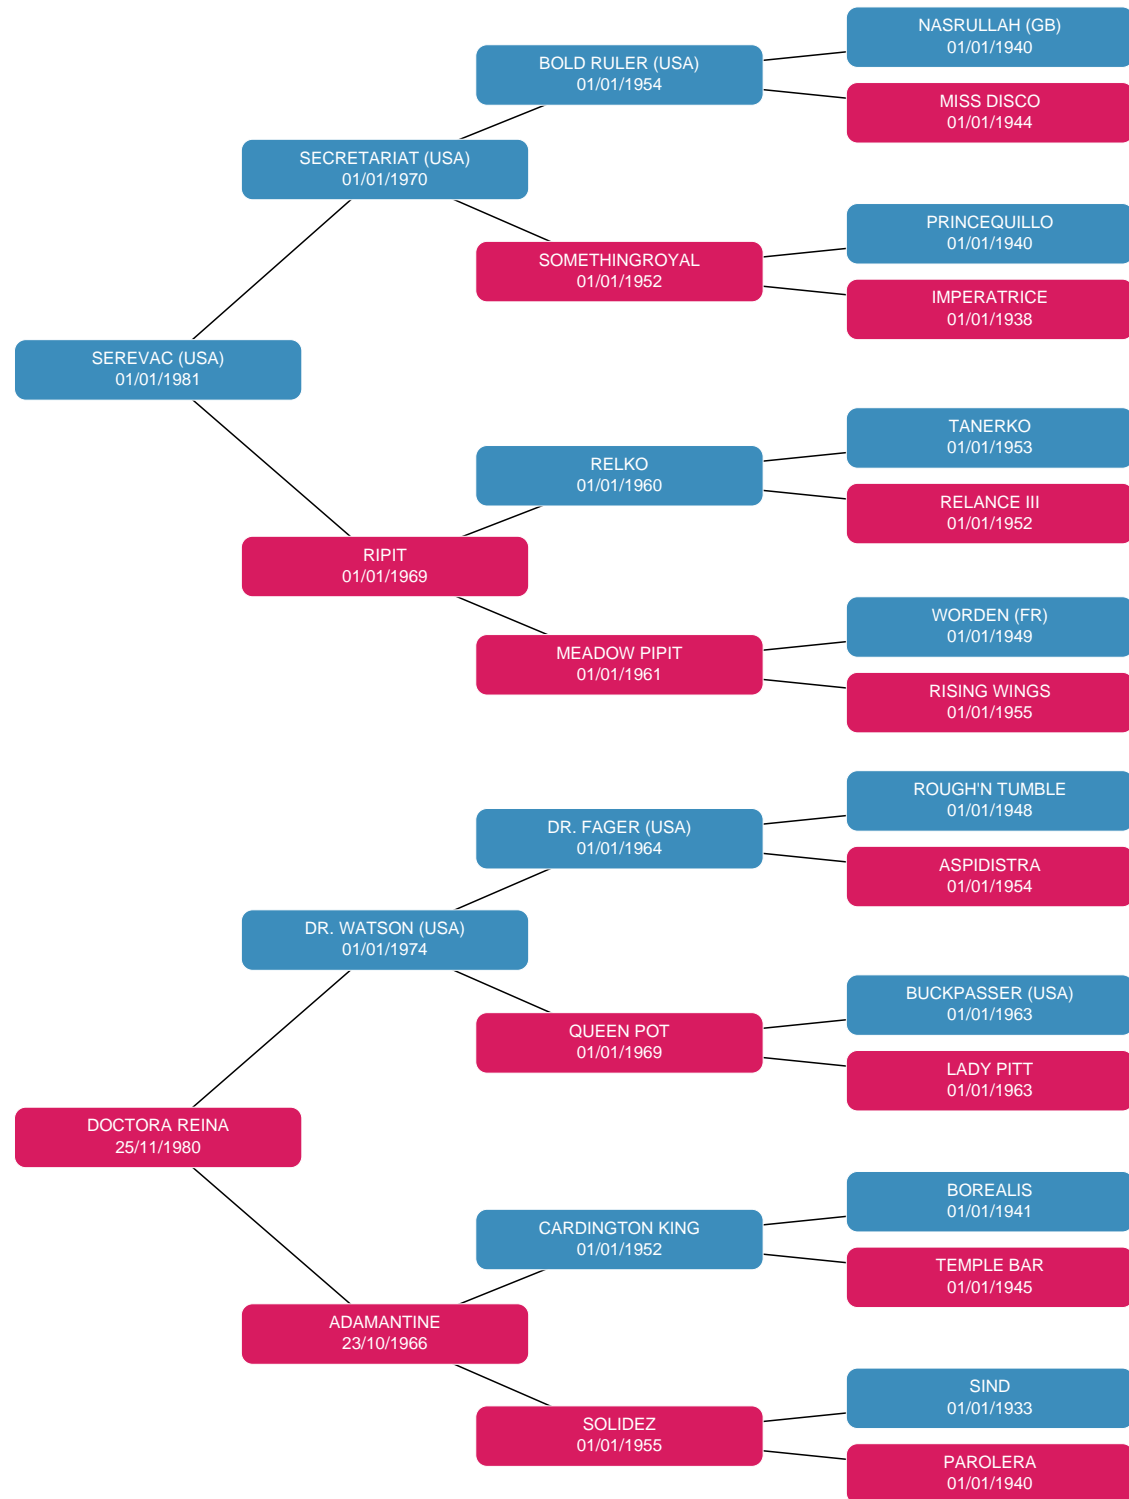 NASRULLAH (GB)
01/01/1940
BOLD RULER (USA)
01/01/1954
MISS DISCO
01/01/1944
SECRETARIAT (USA)
01/01/1970
PRINCEQUILLO
01/01/1940
SOMETHINGROYAL
01/01/1952
IMPERATRICE
01/01/1938
SEREVAC (USA)
01/01/1981
TANERKO
01/01/1953
RELKO
01/01/1960
RELANCE III
01/01/1952
RIPIT
01/01/1969
WORDEN (FR)
01/01/1949
MEADOW PIPIT
01/01/1961
RISING WINGS
01/01/1955
ROUGH'N TUMBLE
01/01/1948
DR. FAGER (USA)
01/01/1964
ASPIDISTRA
01/01/1954
DR. WATSON (USA)
01/01/1974
BUCKPASSER (USA)
01/01/1963
QUEEN POT
01/01/1969
LADY PITT
01/01/1963
DOCTORA REINA
25/11/1980
BOREALIS
01/01/1941
CARDINGTON KING
01/01/1952
TEMPLE BAR
01/01/1945
ADAMANTINE
23/10/1966
SIND
01/01/1933
SOLIDEZ
01/01/1955
PAROLERA
01/01/1940